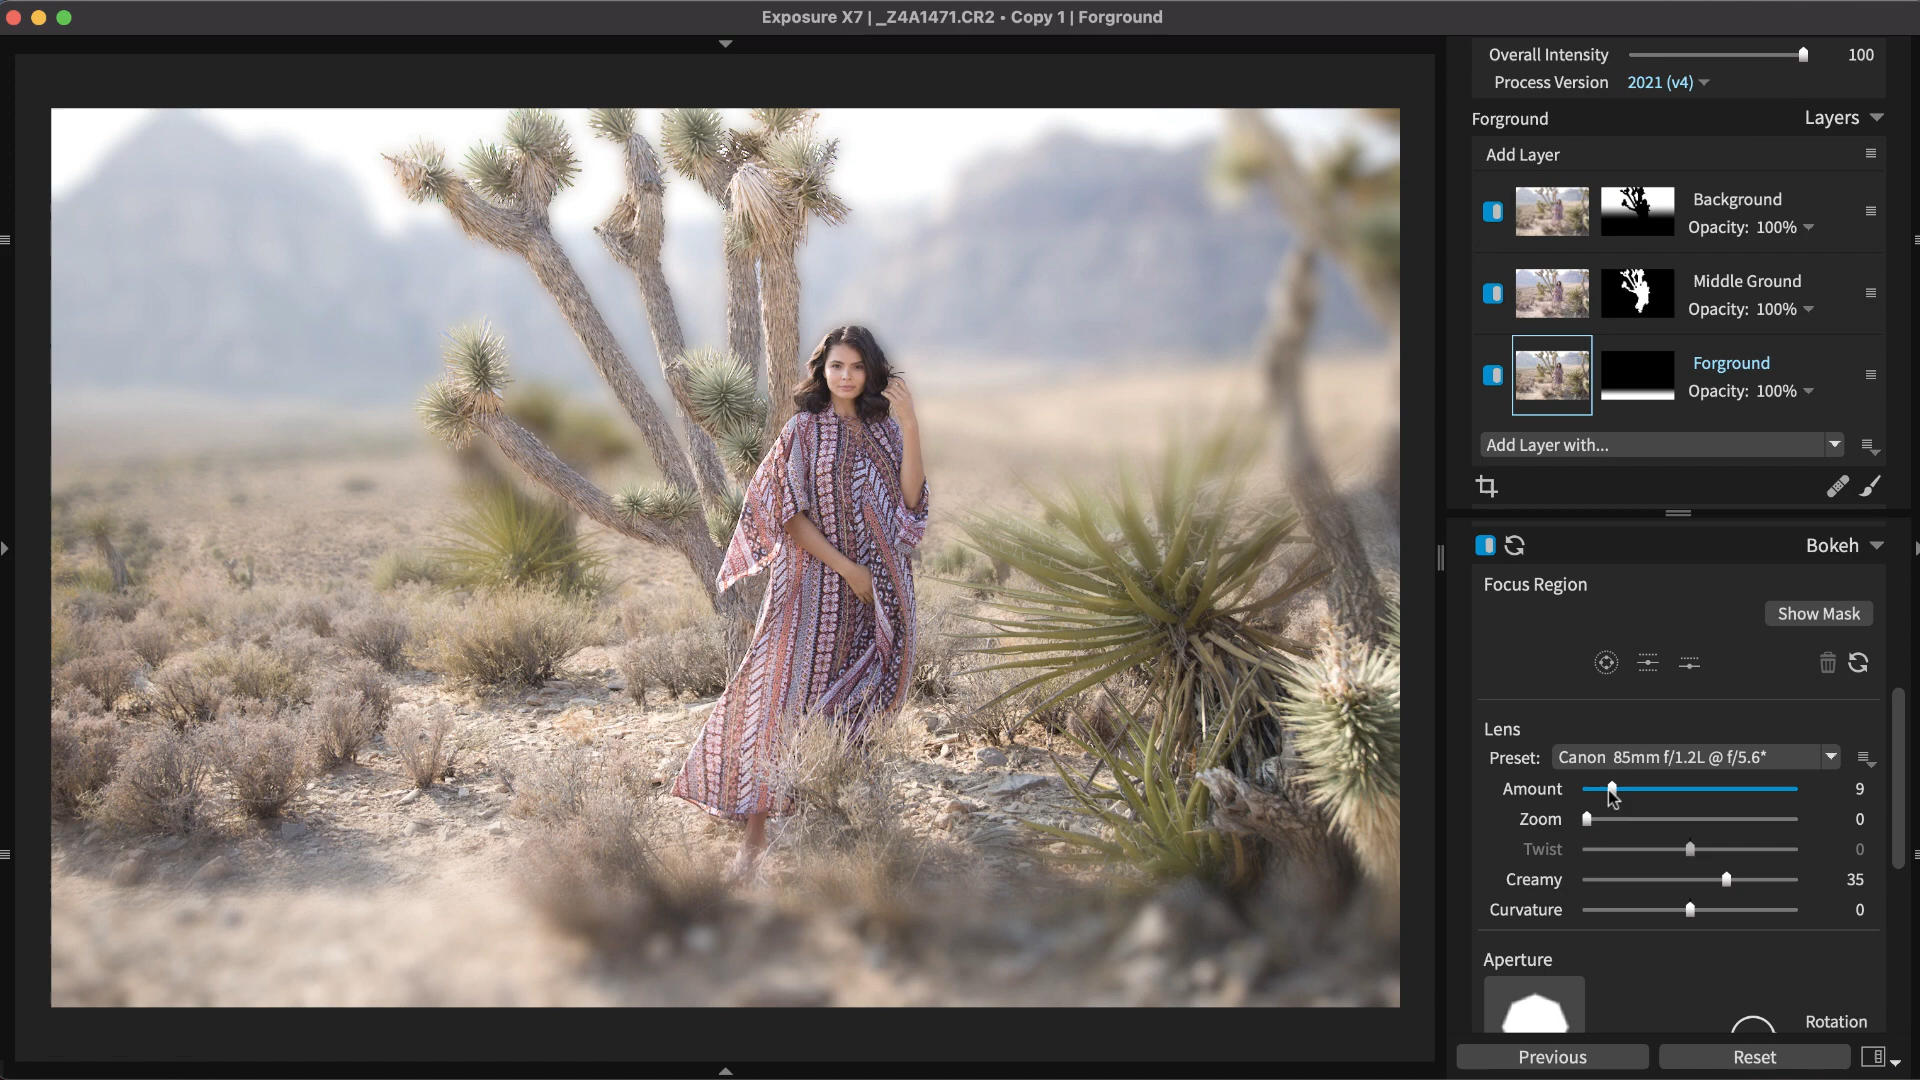 Exposure X7 | _Z4A1471.CR2 • Copy 1 | Forground
Overall Intensity 100
Process Version 2021 (v4)
Forground Layers
Add Layer
Background
Opacity: 100%
Middle Ground
Opacity: 100%
Forground
Opacity: 100%
Add Layer with...
Bokeh
Focus Region
Show Mask
Lens
Preset: Canon 85mm f/1.2L @ f/5.6*
Amount 9
Zoom 0
Twist 0
Creamy 35
Curvature 0
Aperture
Rotation
Previous Reset